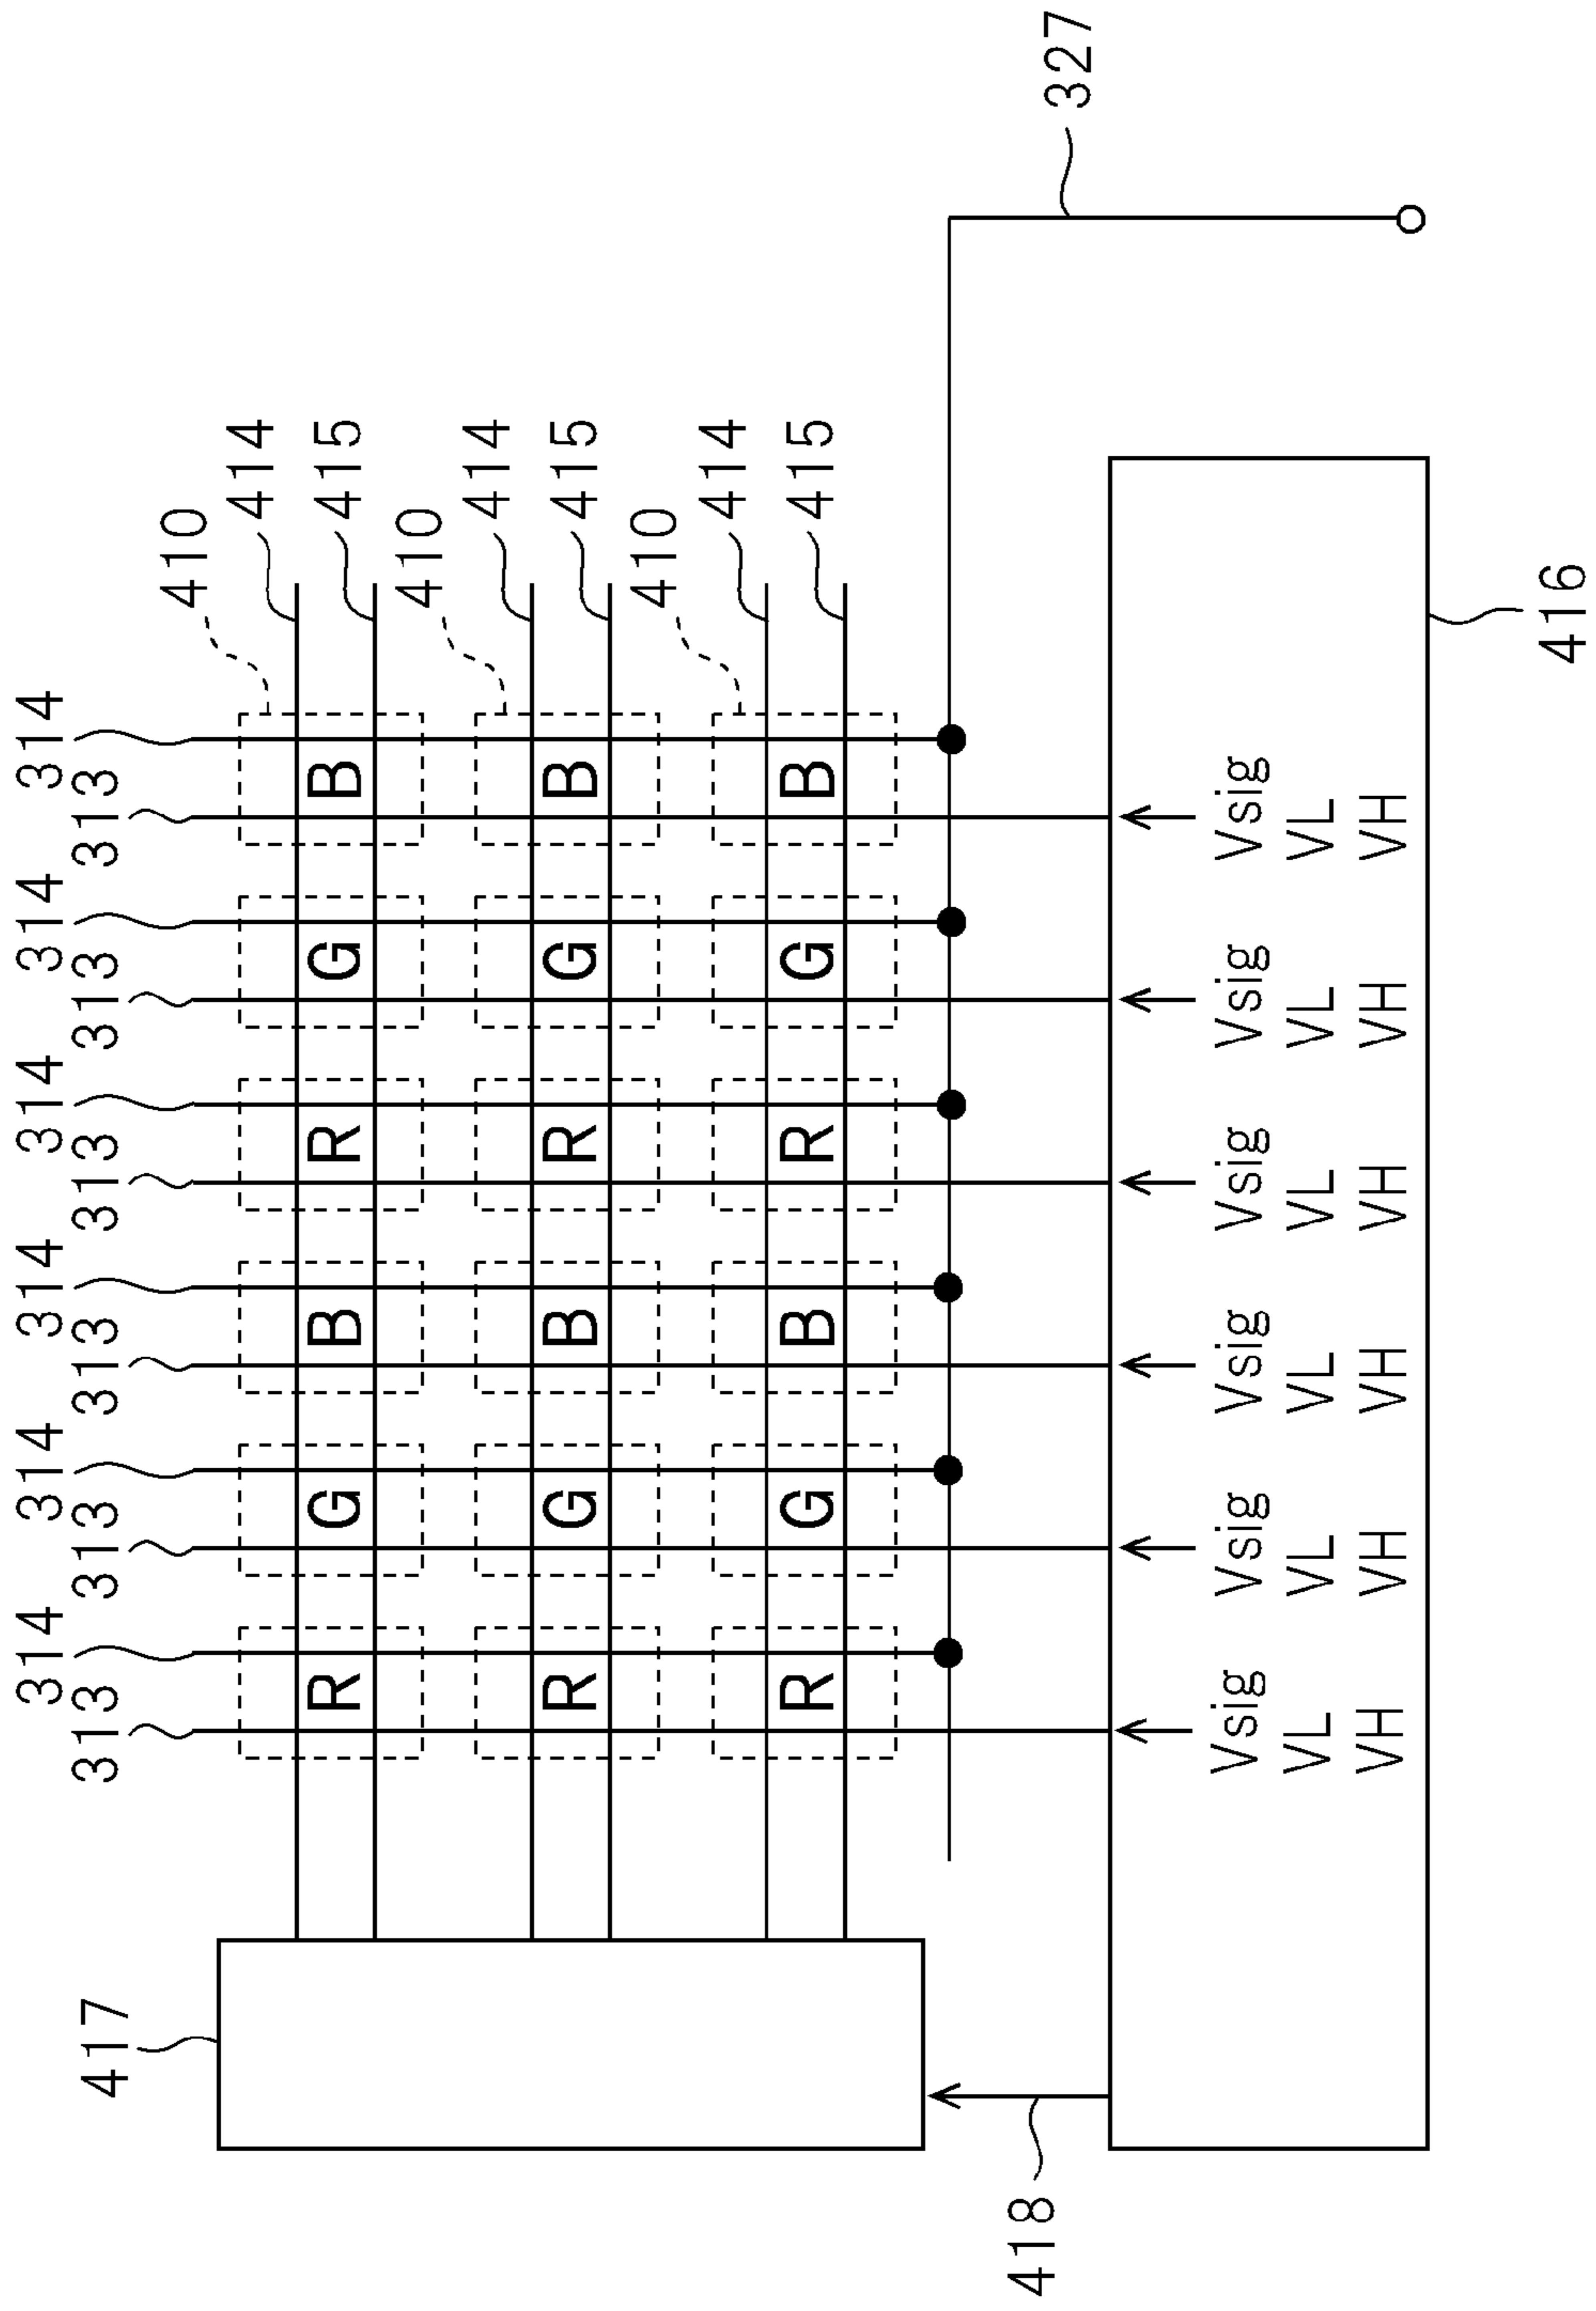 314 314 314 314 314 314
417 313 313 313 313 313 313
410
414
R G B R G B 415
410
414
R G B R G B 415
410
414
R G B R G B 415
418 327
Vsig Vsig Vsig Vsig Vsig Vsig
VL VL VL VL VL VL
VH VH VH VH VH VH
416